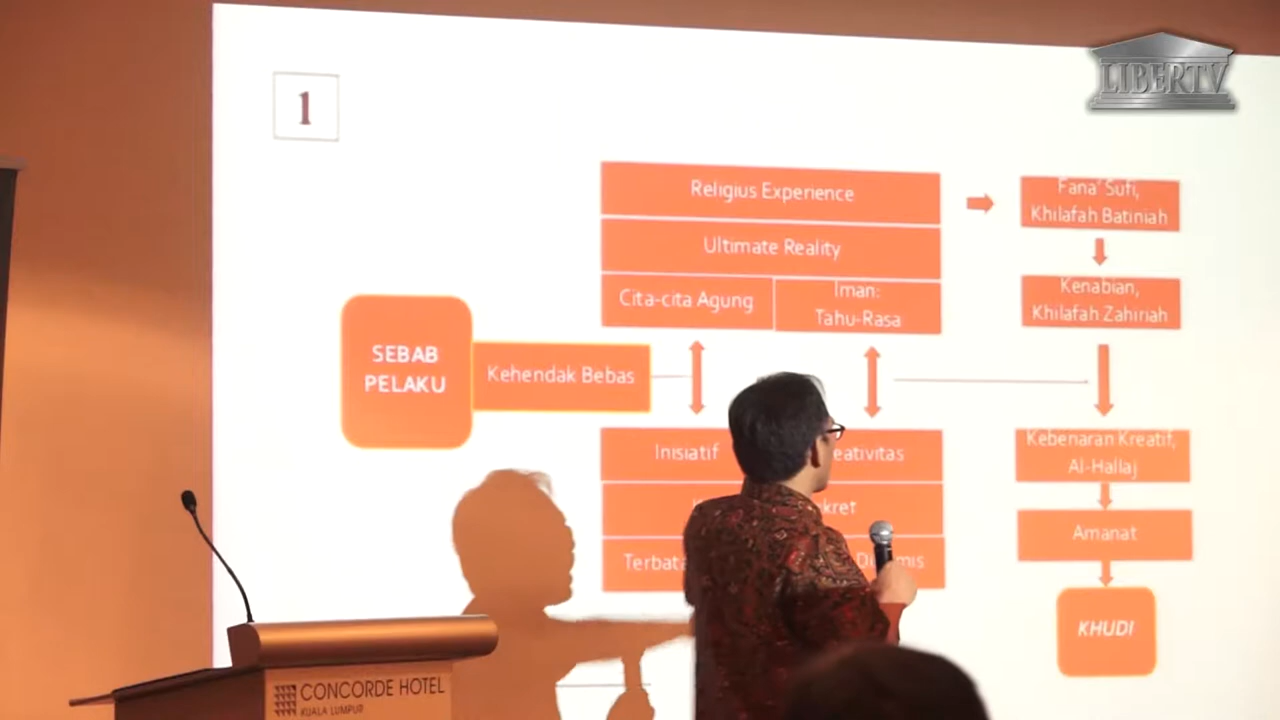 LIBERTV
1
Religius Experience
Ultimate Reality
Cita-cita Agung
Iman:
Tahu-Rasa
Fana' Sufi,
Khilafah Batiniah
Kenabian,
Khilafah Zahiriah
SEBAB
PELAKU
Kehendak Bebas
Inisiatif
Kebenaran Kreatif,
Al-Hallaj
Amanat
KHUDI
CONCORDE HOTEL
KUALA LUMPUR